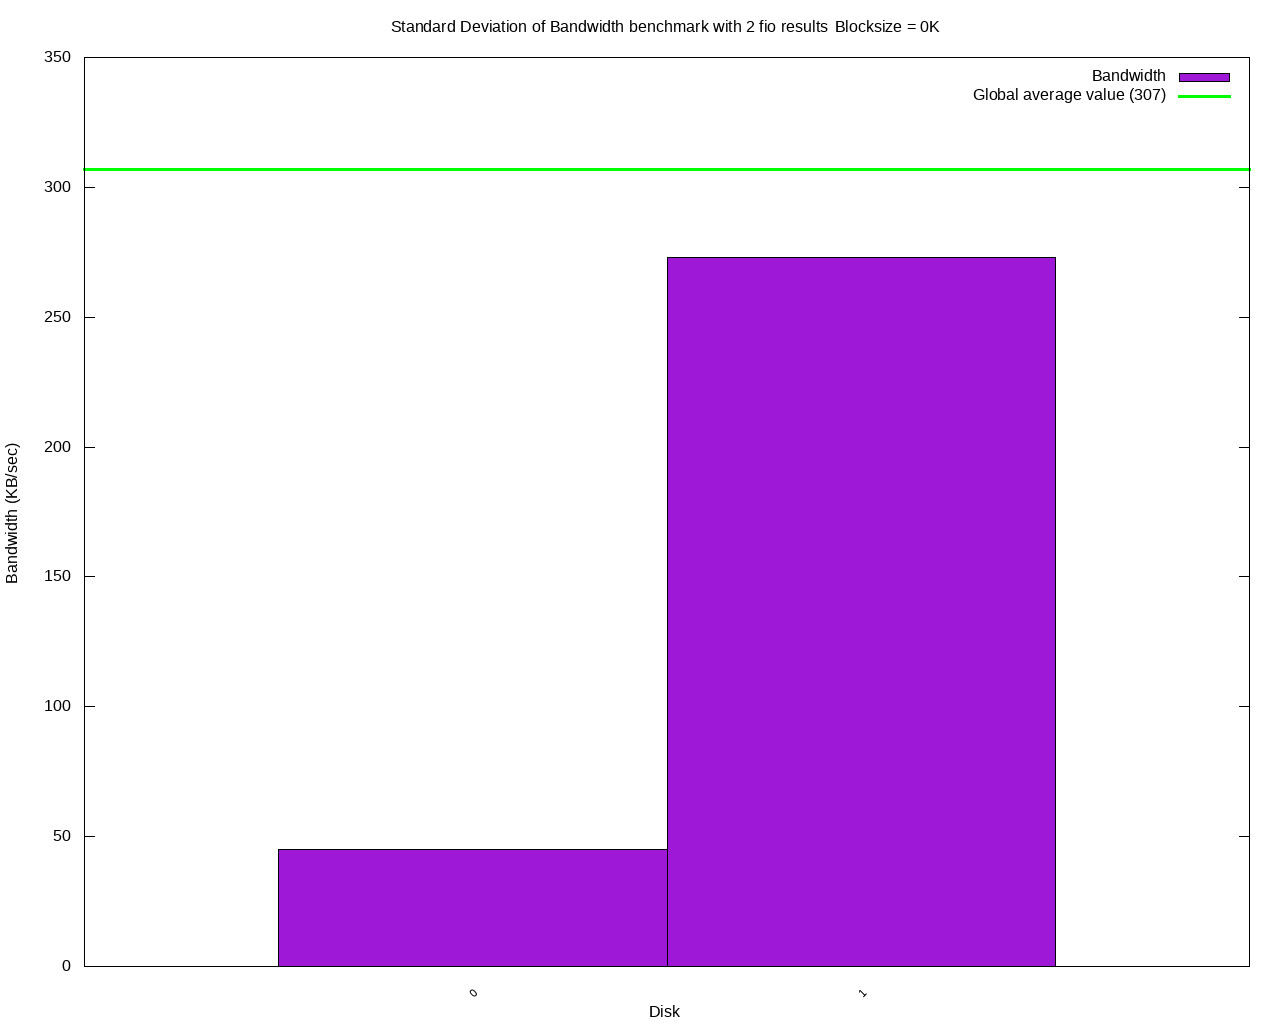 Standard Deviation of Bandwidth benchmark with 2 fio results Blocksize = 0K
Bandwidth
Global average value (307)
350
300
250
200
150
100
50
0
Bandwidth (KB/sec)
0
1
Disk